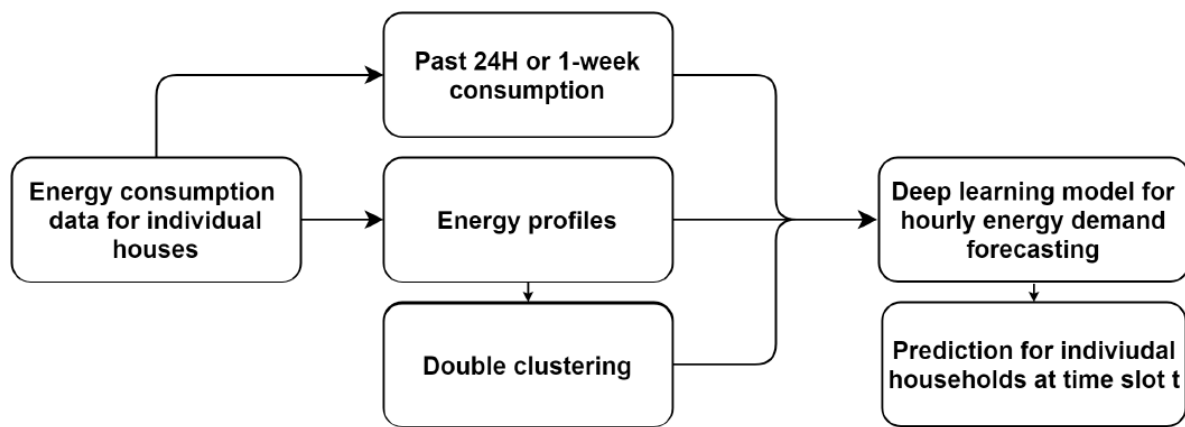 Past 24H or 1-week
consumption
Energy consumption
data for individual
houses
Energy profiles
Double clustering
Deep learning model for
hourly energy demand
forecasting
Prediction for indiviudal
households at time slot t